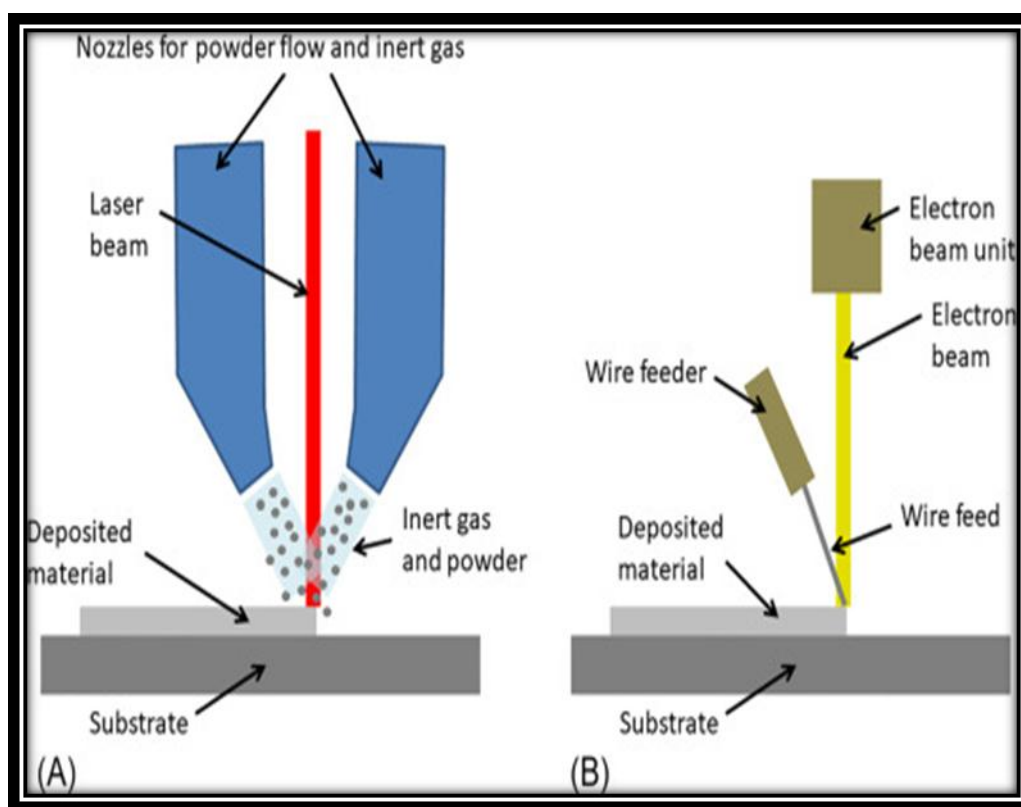 Nozzles for powder flow and inert gas
Laser
beam
Inert gas
and powder
Deposited
material
Substrate
(A)
Electron
beam unit
Electron
beam
Wire feeder
Wire feed
Deposited
material
Substrate
(B)